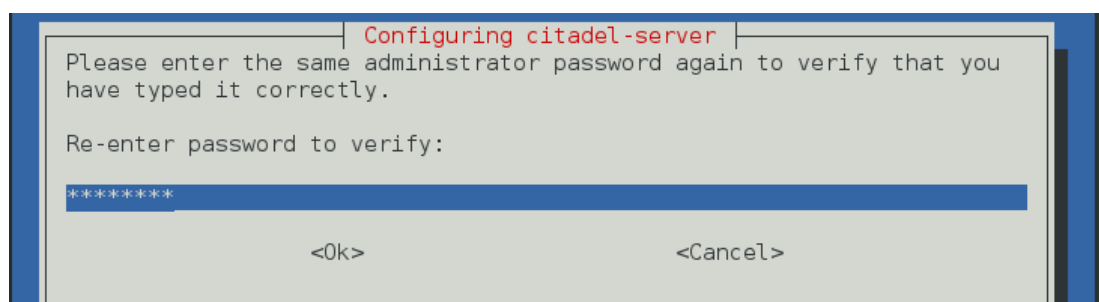 Configuring citadel-server
Please enter the same administrator password again to verify that you
have typed it correctly.
Re-enter password to verify:
********
<Ok> <Cancel>